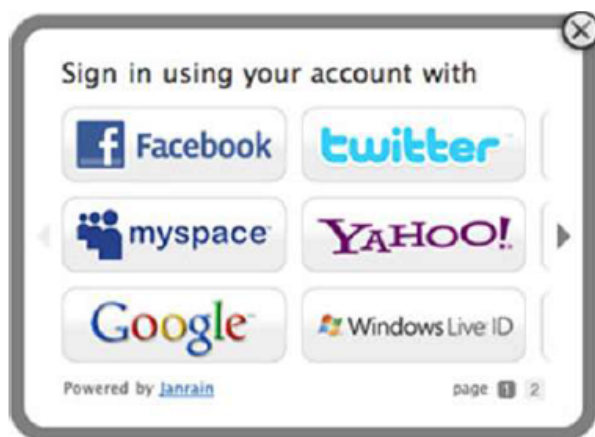 Sign in using your account with
Facebook twitter
myspace YAHOO!
Google Windows Live ID
Powered by Janrain page 1 2